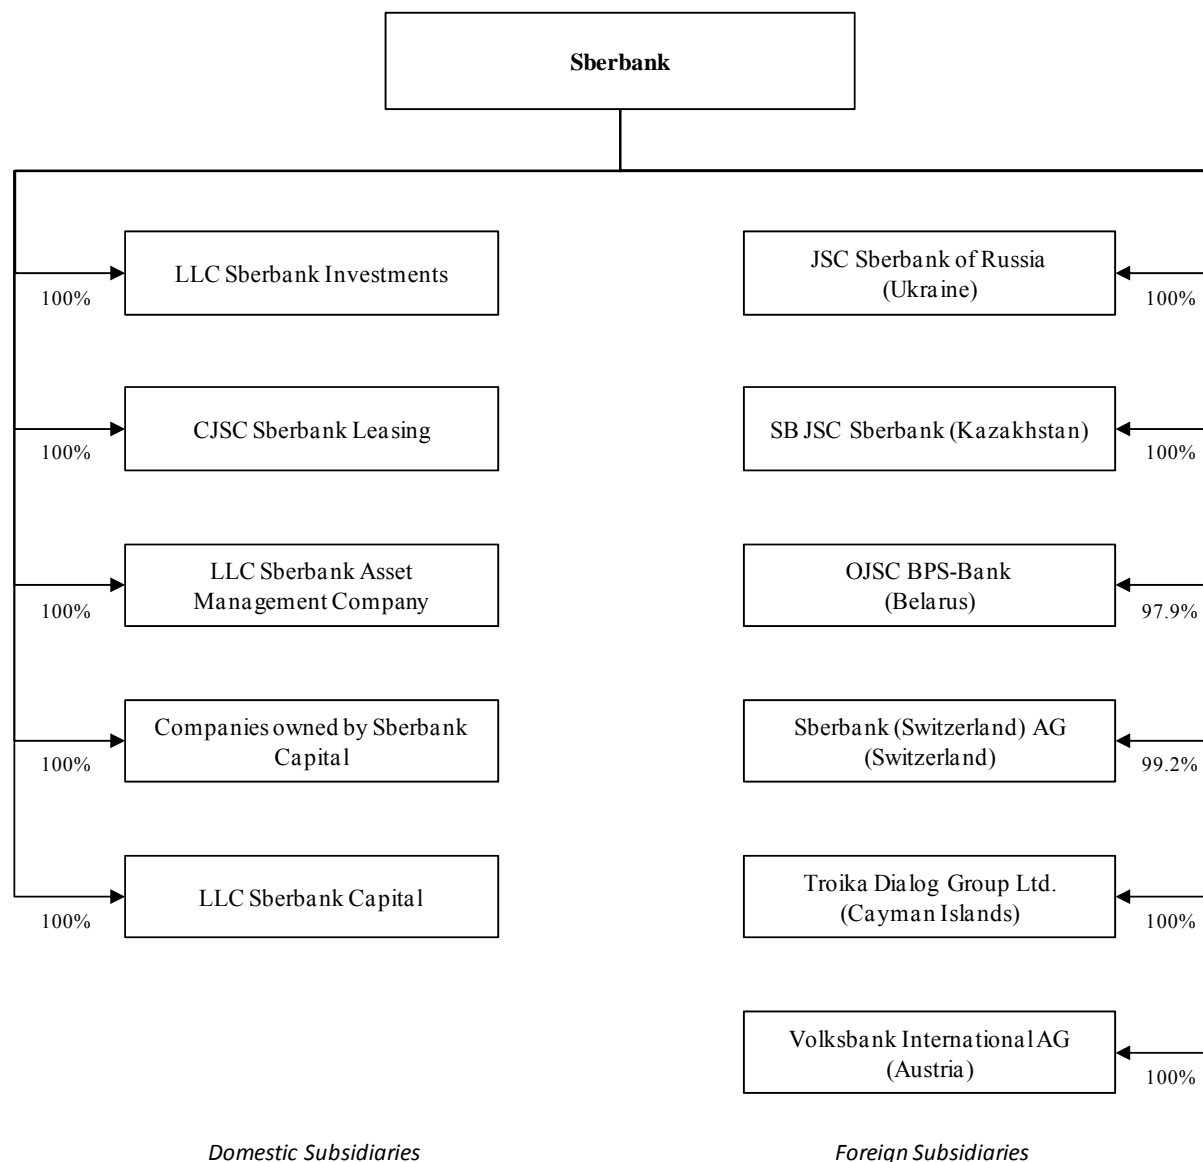 Sberbank
LLC Sberbank Investments
100%
CJSC Sberbank Leasing
100%
LLC Sberbank Asset
Management Company
100%
Companies owned by Sberbank
Capital
100%
LLC Sberbank Capital
100%
Domestic Subsidiaries
JSC Sberbank of Russia
(Ukraine)
100%
SB JSC Sberbank (Kazakhstan)
100%
OJSC BPS-Bank
(Belarus)
97.9%
Sberbank (Switzerland) AG
(Switzerland)
99.2%
Troika Dialog Group Ltd.
(Cayman Islands)
100%
Volksbank International AG
(Austria)
100%
Foreign Subsidiaries